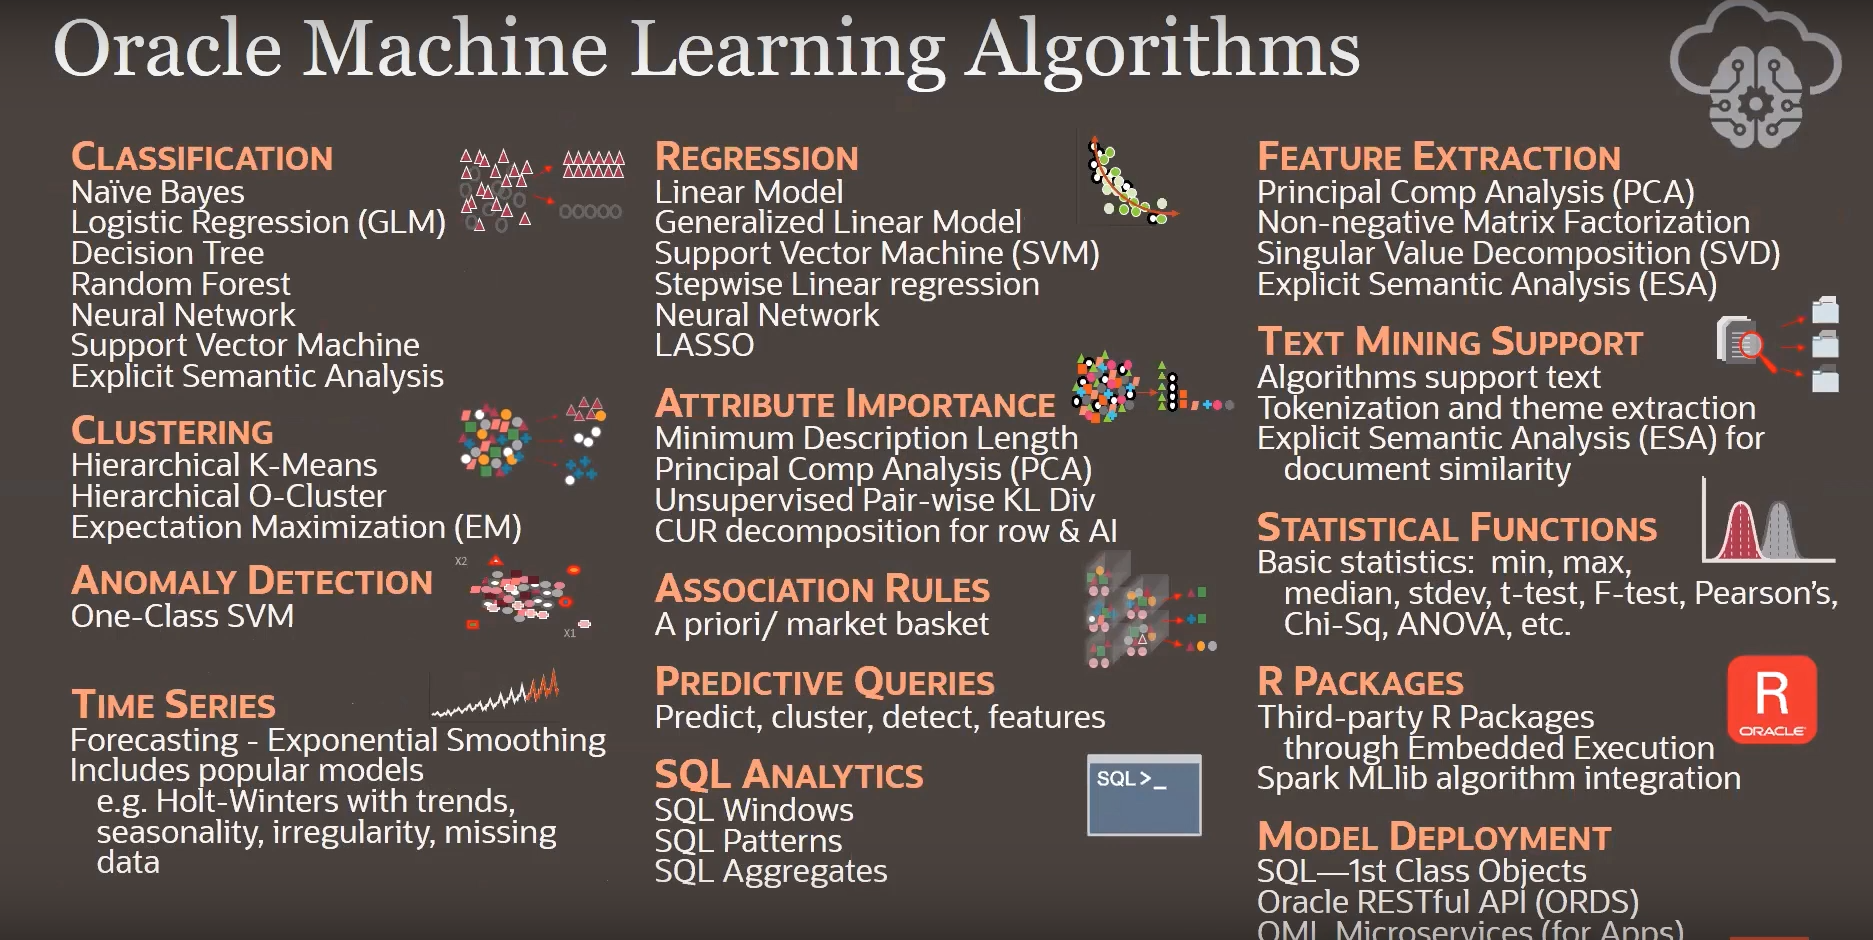 Oracle Machine Learning Algorithms
CLASSIFICATION
Naïve Bayes
Logistic Regression (GLM)
Decision Tree
Random Forest
Neural Network
Support Vector Machine
Explicit Semantic Analysis
CLUSTERING
Hierarchical K-Means
Hierarchical O-Cluster
Expectation Maximization (EM)
ANOMALY DETECTION
One-Class SVM
X2
X1
TIME SERIES
Forecasting - Exponential Smoothing
Includes popular models
e.g. Holt-Winters with trends,
seasonality, irregularity, missing
data
REGRESSION
Linear Model
Generalized Linear Model
Support Vector Machine (SVM)
Stepwise Linear regression
Neural Network
LASSO
ATTRIBUTE IMPORTANCE
Minimum Description Length
Principal Comp Analysis (PCA)
Unsupervised Pair-wise KL Div
CUR decomposition for row & AI
ASSOCIATION RULES
A priori/ market basket
PREDICTIVE QUERIES
Predict, cluster, detect, features
SQL ANALYTICS
SQL Windows
SQL Patterns
SQL Aggregates
SQL >_
FEATURE EXTRACTION
Principal Comp Analysis (PCA)
Non-negative Matrix Factorization
Singular Value Decomposition (SVD)
Explicit Semantic Analysis (ESA)
TEXT MINING SUPPORT
Algorithms support text
Tokenization and theme extraction
Explicit Semantic Analysis (ESA) for
document similarity
STATISTICAL FUNCTIONS
Basic statistics: min, max,
median, stdev, t-test, F-test, Pearson's,
Chi-Sq, ANOVA, etc.
R PACKAGES
Third-party R Packages
through Embedded Execution
Spark MLlib algorithm integration
R
ORACLE
MODEL DEPLOYMENT
SQL—1st Class Objects
Oracle RESTful API (ORDS)
OML Microservices (for Apps)